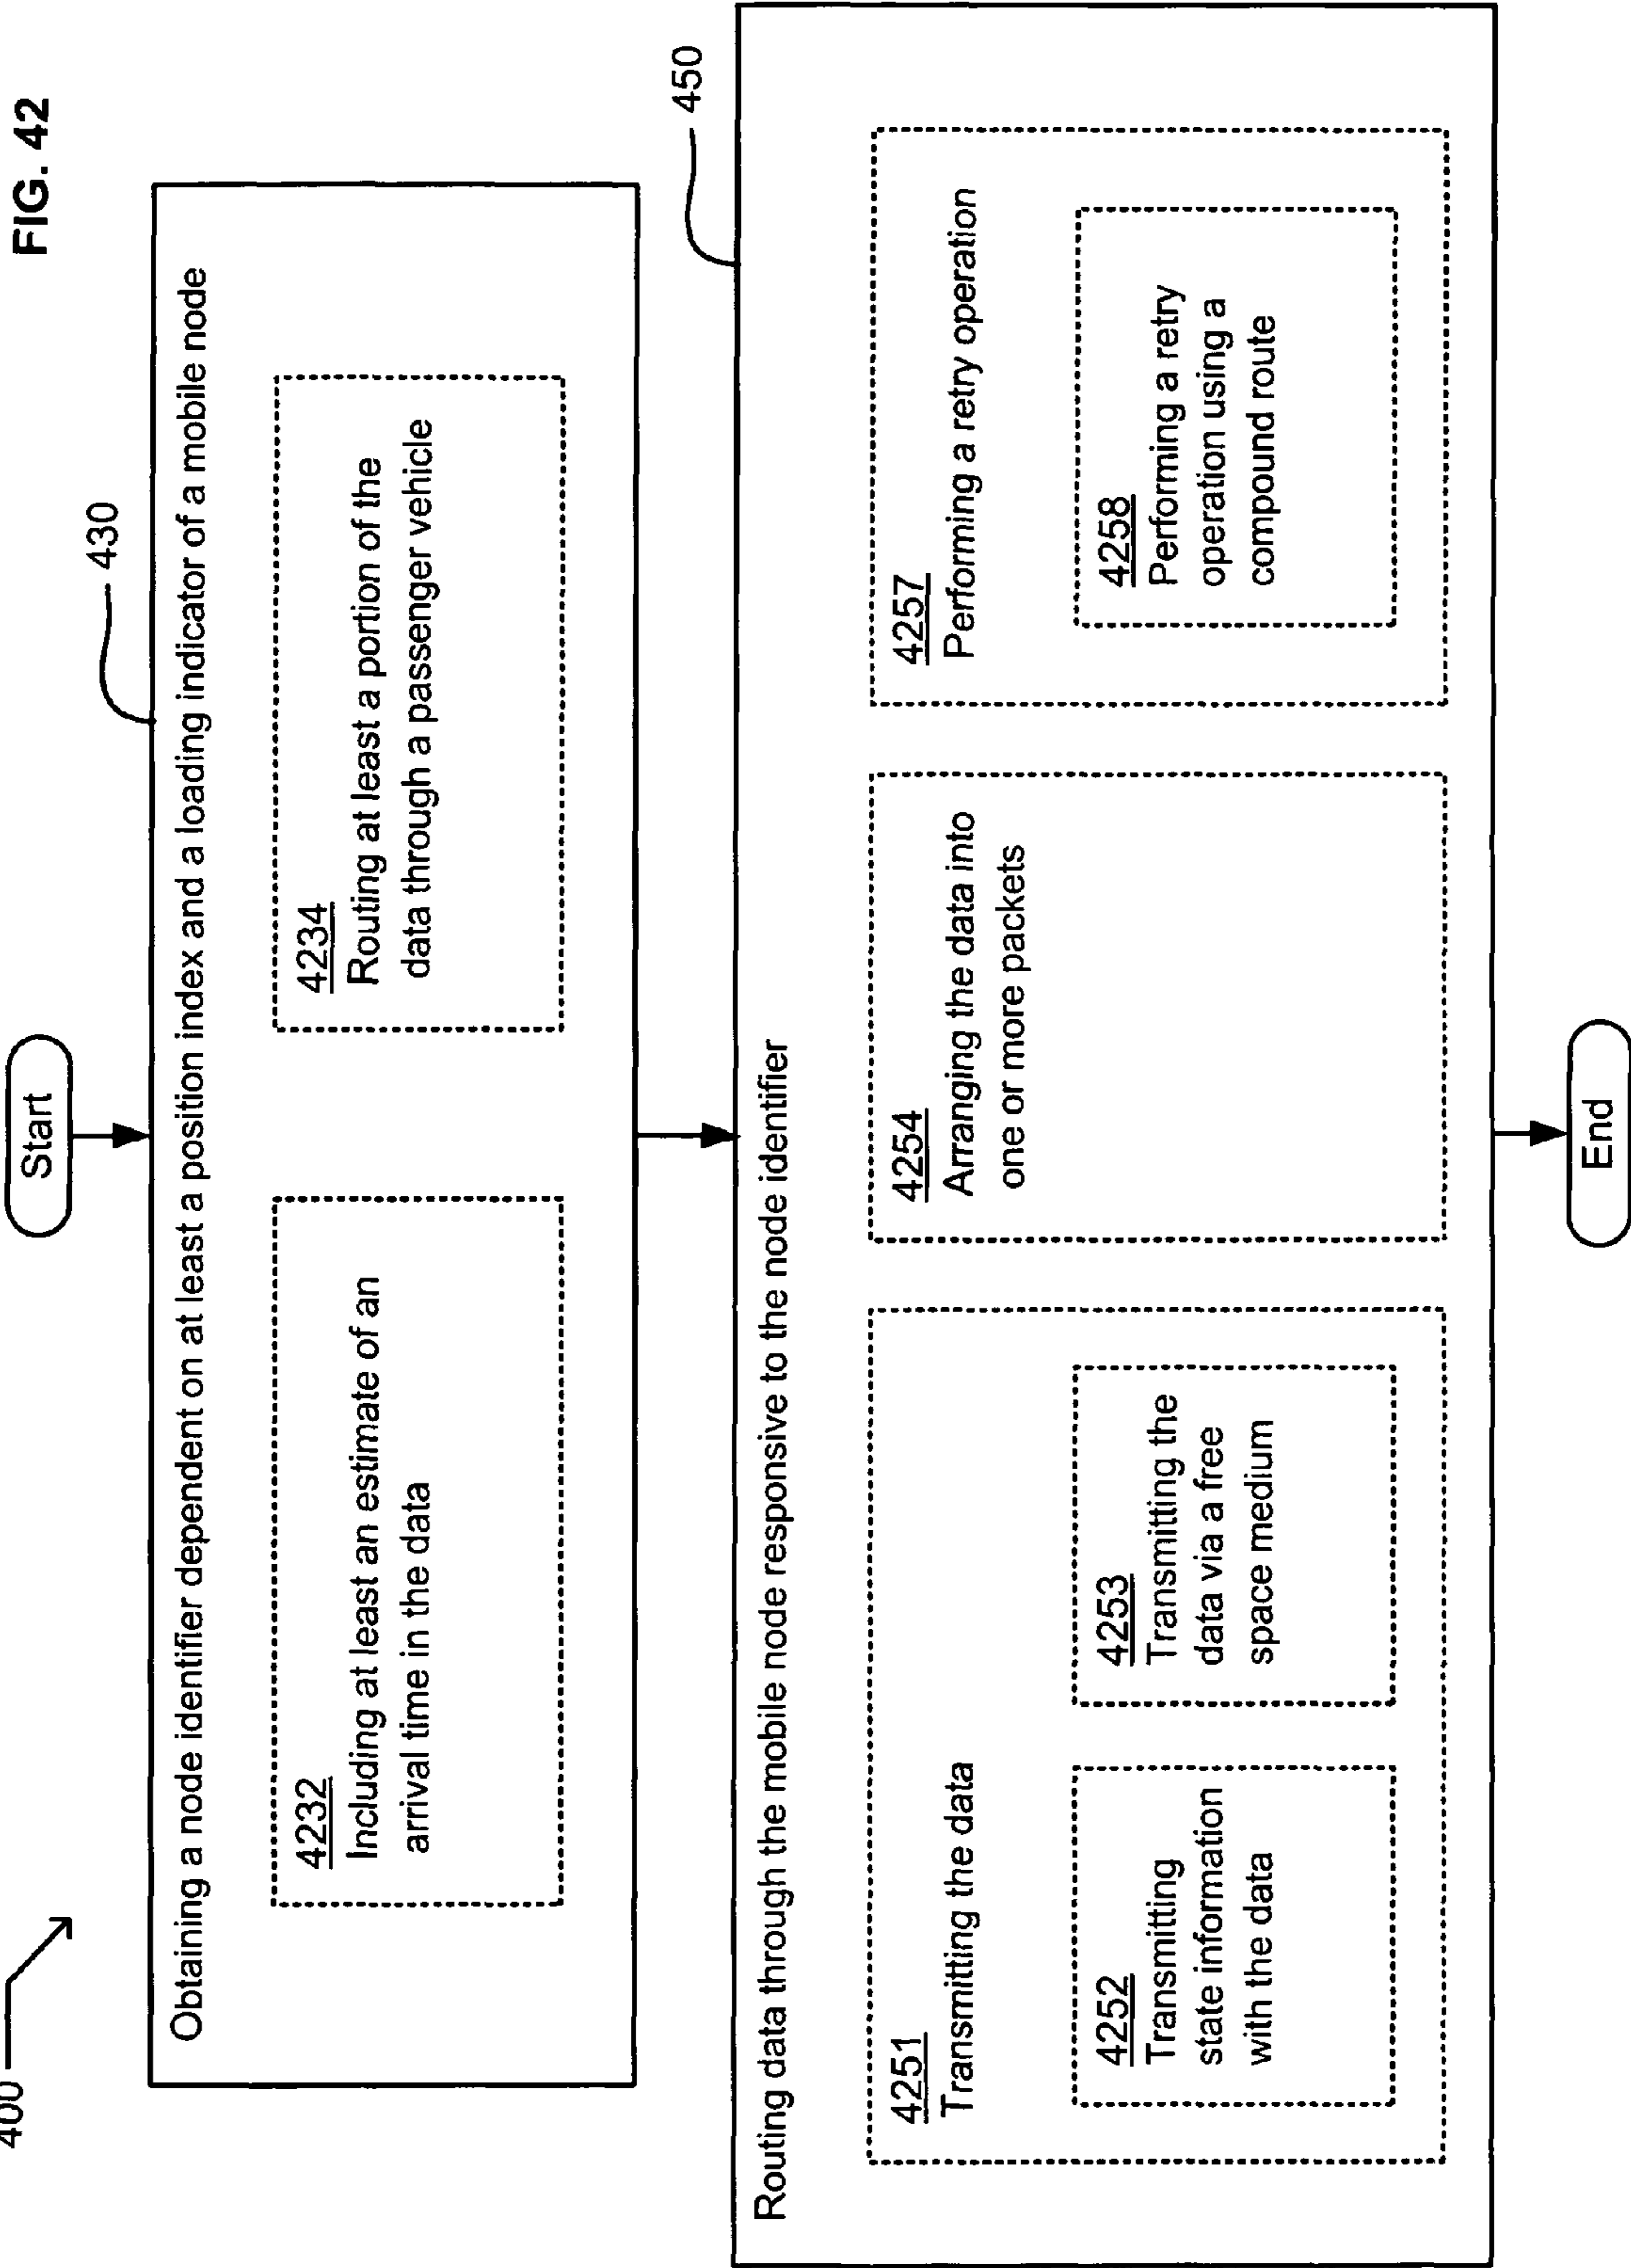 FIG. 42
400
Start
430
Obtaining a node identifier dependent on at least a position index and a loading indicator of a mobile node
4232
Including at least an estimate of an
arrival time in the data
4234
Routing at least a portion of the
data through a passenger vehicle
450
Routing data through the mobile node responsive to the node identifier
4251
Transmitting the data
4252
Transmitting
state information
with the data
4253
Transmitting the
data via a free
space medium
4254
Arranging the data into
one or more packets
4257
Performing a retry operation
4258
Performing a retry
operation using a
compound route
End